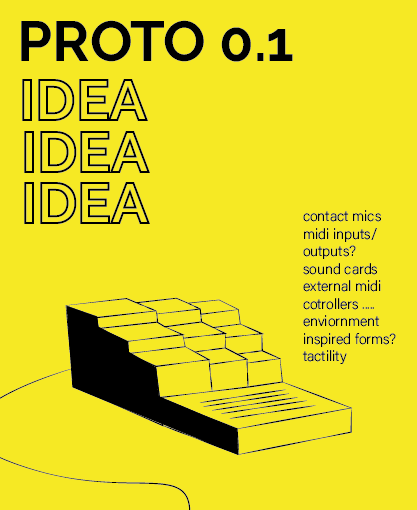 PROTO 0.1
IDEA
IDEA
IDEA
contact mics
midi inputs/
outputs?
sound cards
external midi
cotrollers ....
enviornment
inspired forms?
tactility